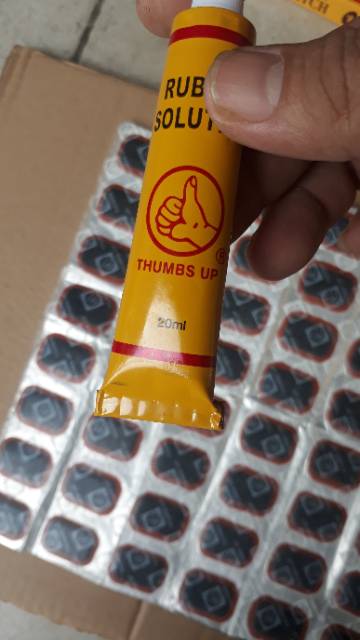 RUB
SOLUT
THUMBS UP
®
20ml